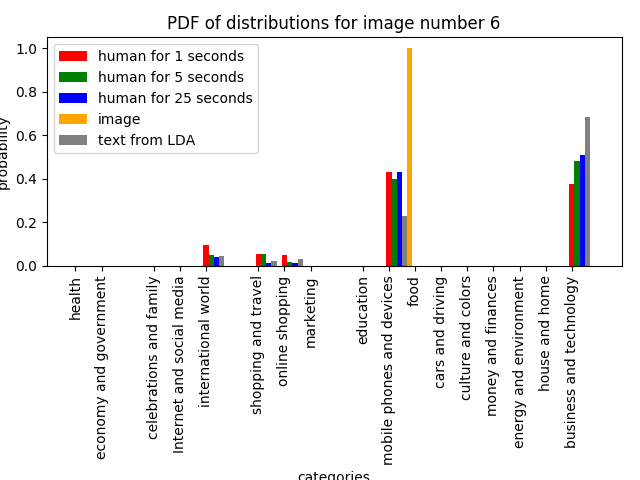 PDF of distributions for image number 6
human for 1 seconds
human for 5 seconds
human for 25 seconds
image
text from LDA
probability
1.0
0.8
0.6
0.4
0.2
0.0
health
economy and government
celebrations and family
Internet and social media
international world
shopping and travel
online shopping
marketing
education
mobile phones and devices
food
cars and driving
culture and colors
money and finances
energy and environment
house and home
business and technology
categories